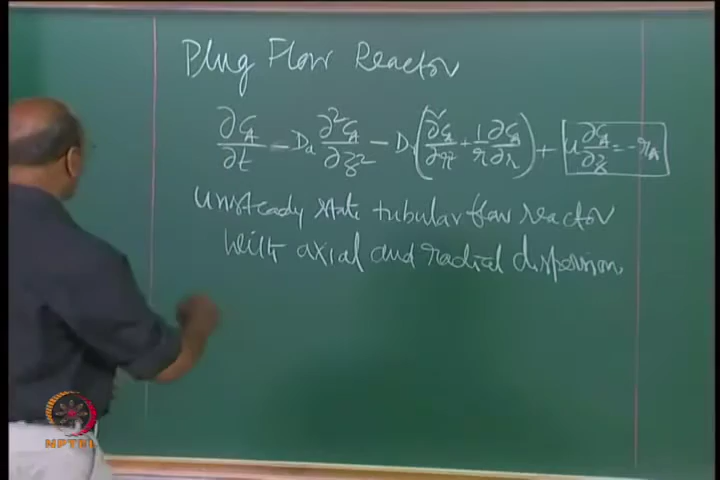 Plug Flow Reactor
∂C_A/∂t - D_a ∂²C_A/∂z² - D_r (∂²C_A/∂r² + 1/r ∂C_A/∂r) + u ∂C_A/∂z = -r_A
unsteady state tubular flow reactor
with axial and radial dispersion
NPTEL